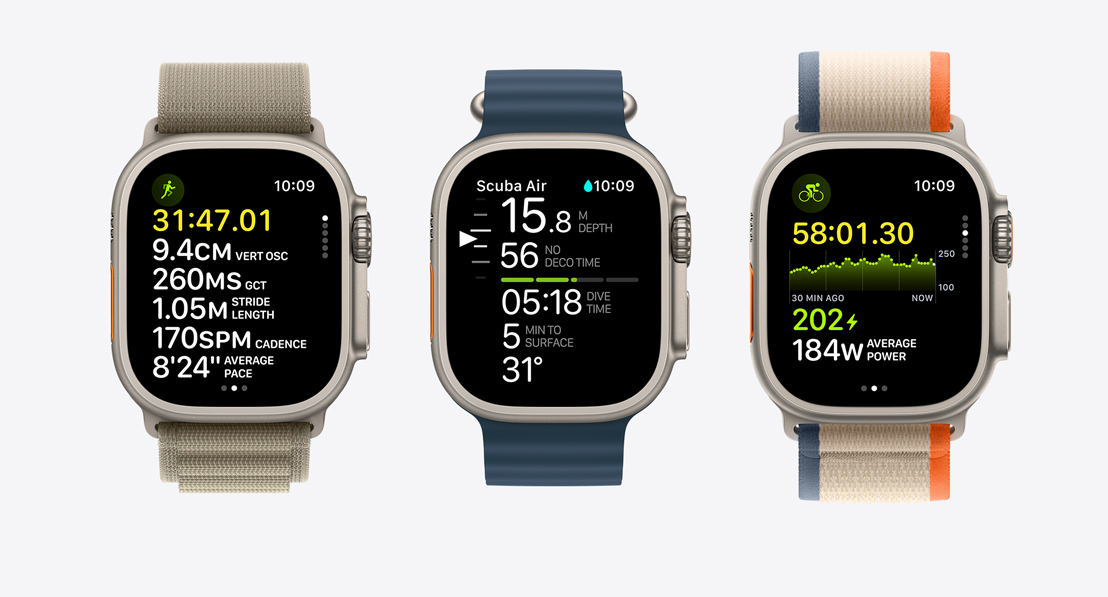 10:09
31:47.01
9.4CM VERT OSC
260MS GCT
1.05M STRIDE LENGTH
170SPM CADENCE
8'24" AVERAGE PACE
Scuba Air 10:09
15.8 M DEPTH
56 NO DECO TIME
05:18 DIVE TIME
5 MIN TO SURFACE
31°
10:09
58:01.30
250
100
30 MIN AGO NOW
202
184W AVERAGE POWER